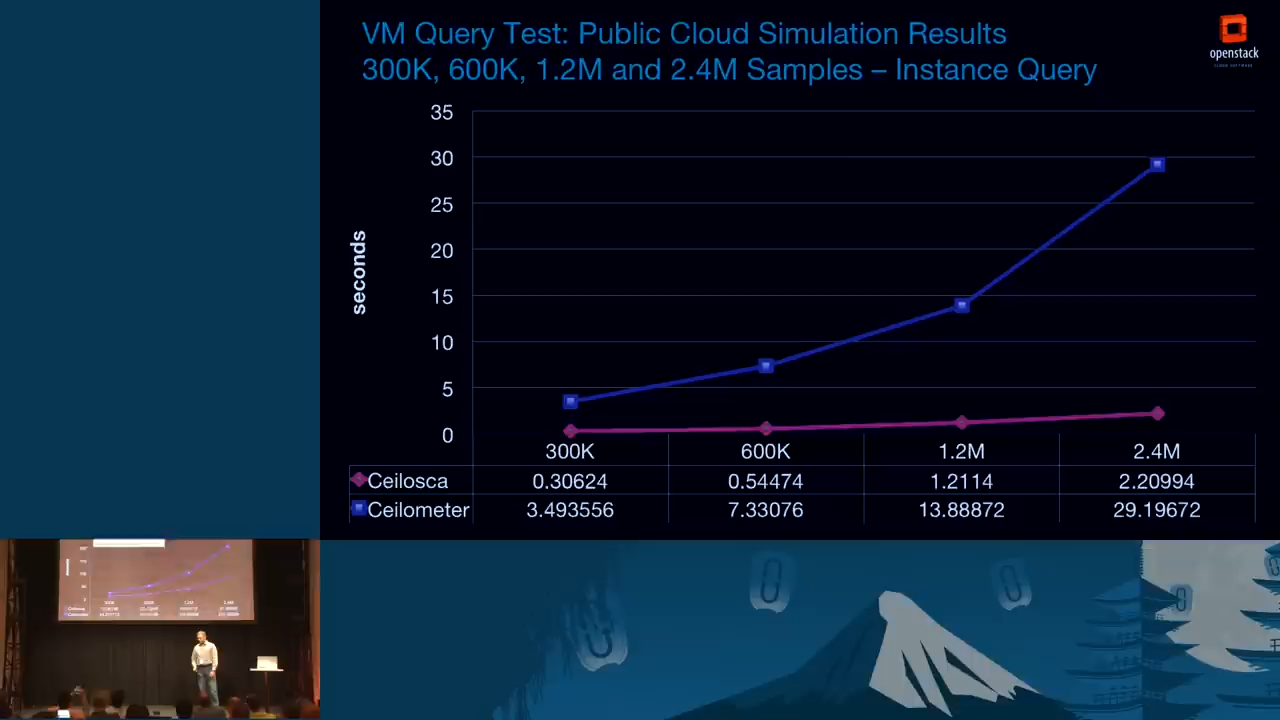 VM Query Test: Public Cloud Simulation Results
300K, 600K, 1.2M and 2.4M Samples – Instance Query
openstack
35
30
25
20
15
10
5
0
seconds
300K 600K 1.2M 2.4M
Ceilosca 0.30624 0.54474 1.2114 2.20994
Ceilometer 3.493556 7.33076 13.88872 29.19672